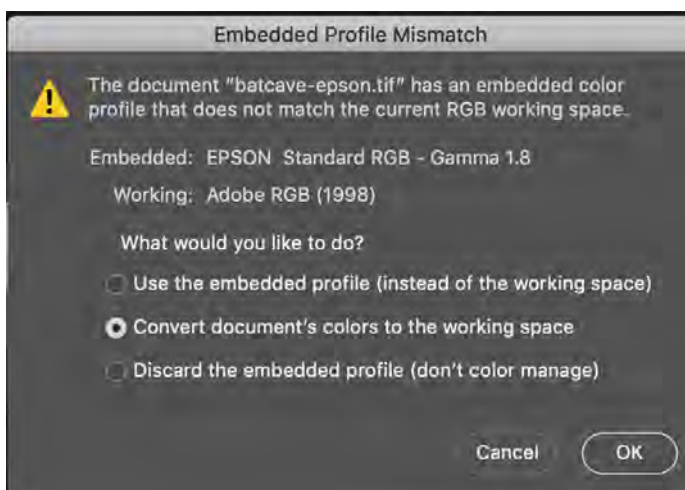 Embedded Profile Mismatch
The document "batcave-epson.tif" has an embedded color
profile that does not match the current RGB working space.
Embedded: EPSON Standard RGB - Gamma 1.8
Working: Adobe RGB (1998)
What would you like to do?
Use the embedded profile (instead of the working space)
Convert document's colors to the working space
Discard the embedded profile (don't color manage)
Cancel OK